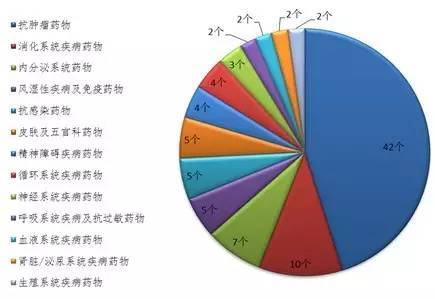 抗肿瘤药物
消化系统疾病药物
内分泌系统药物
风湿性疾病及免疫药物
抗感染药物
皮肤及五官科药物
精神障碍疾病药物
循环系统疾病药物
神经系统疾病药物
呼吸系统疾病及抗过敏药物
血液系统疾病药物
肾脏/泌尿系统疾病药物
生殖系统疾病药物
42个
10个
7个
5个
5个
5个
4个
4个
3个
2个
2个
2个
2个